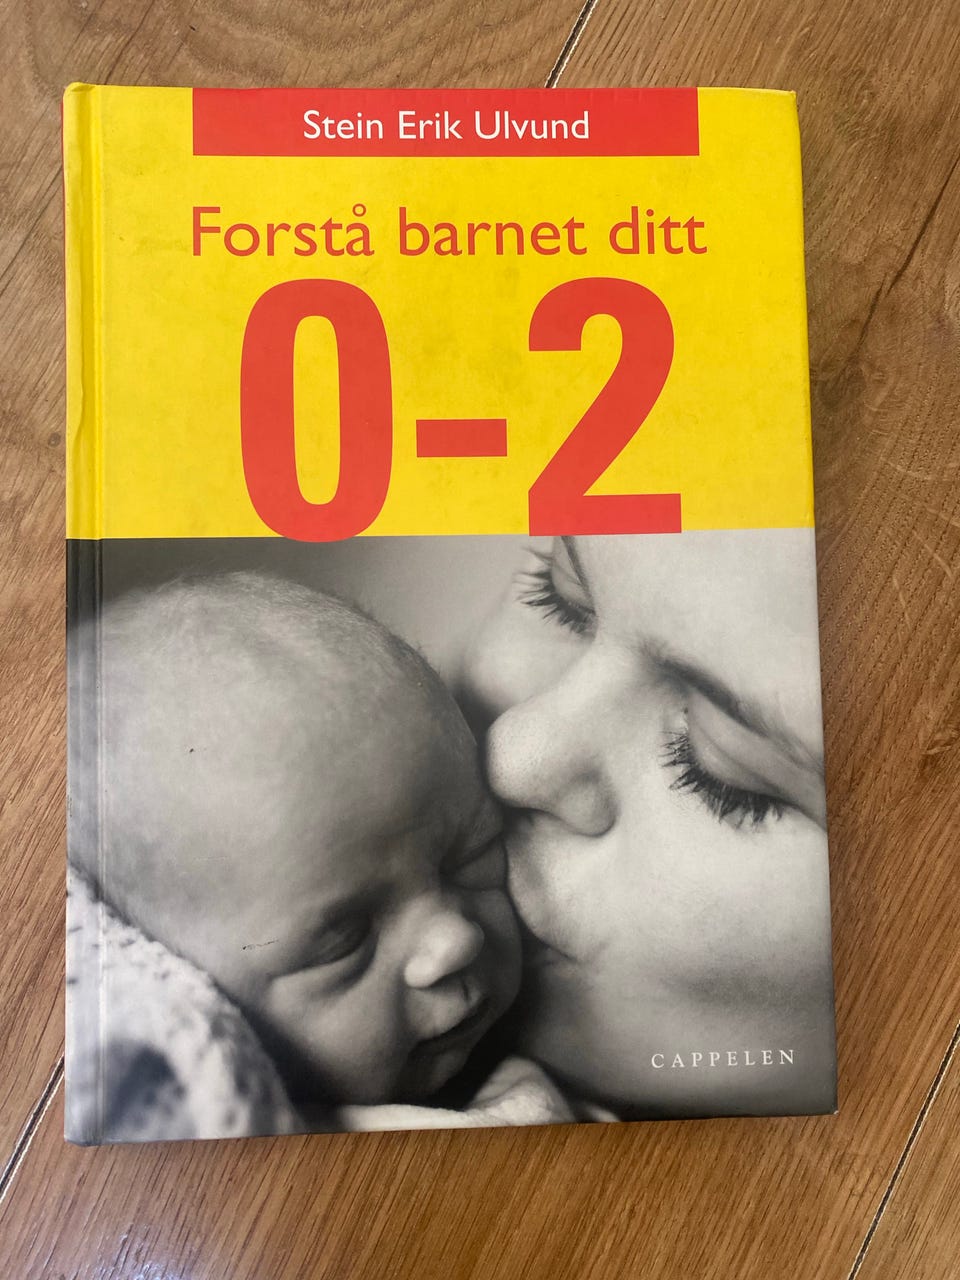 Stein Erik Ulvund
Forstå barnet ditt
0-2
CAPPELEN